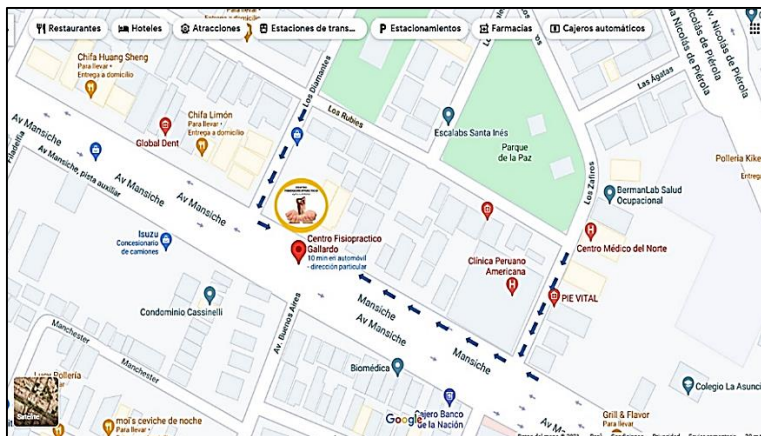 Restaurantes
Hoteles
Atracciones
Estaciones de trans...
Estacionamientos
Farmacias
Cajeros automáticos
Av. Nicolás de Piérola
Nicolás de Piérola
Nicolás de Piérola
Chifa Huang Sheng
Para llevar •
Entrega a domicilio
Los Diamantes
Las Ágatas
Chifa Limón
Para llevar •
Entrega a domicilio
Los Rubíes
Escalabs Santa Inés
Global Dent
Parque
de la Paz
Av Mansiche
Av Mansiche, pista auxiliar
Mansiche
Av Mansiche
Los Zafiros
Pollería Kike
BermanLab Salud
Ocupacional
Isuzu
Concesionario
de camiones
Centro Fisiopractico
Gallardo
10 min en automóvil
- dirección particular
Clínica Peruano
Americana
Centro Médico del Norte
PIE VITAL
Condominio Cassinelli
Av. Buenos Aires
Mansiche
Av Mansiche
Mansiche
Manchester
Manchester
Biomédica
Colegio La Asunci
Satélite
moi's ceviche de noche
Para llevar •
Google
Cajero Banco
de la Nación
Av Ma
Grill & Flavor
Para llevar •